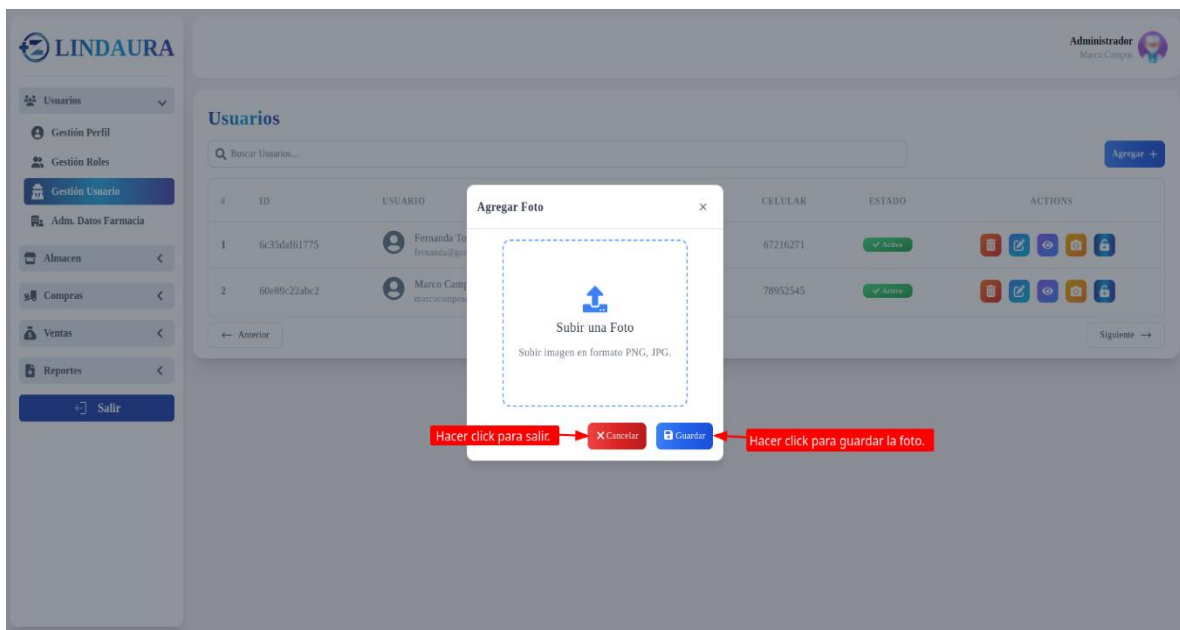 LINDAURA
Administrador
Marco Campos
Usuarios
Gestión Perfil
Gestión Roles
Gestión Usuario
Adm. Datos Farmacia
Almacen
Compras
Ventas
Reportes
Salir
Usuarios
Buscar Usuarios...
Agregar +
# ID USUARIO CELULAR ESTADO ACTIONS
1 6c35daf61775 Fernanda 67216271 Activo
2 60e89c22abc2 Marco Camp 78952545 Activo
← Anterior
Siguiente →
Agregar Foto ×
Subir una Foto
Subir imagen en formato PNG, JPG.
Hacer click para salir.
Cancelar
Guardar
Hacer click para guardar la foto.